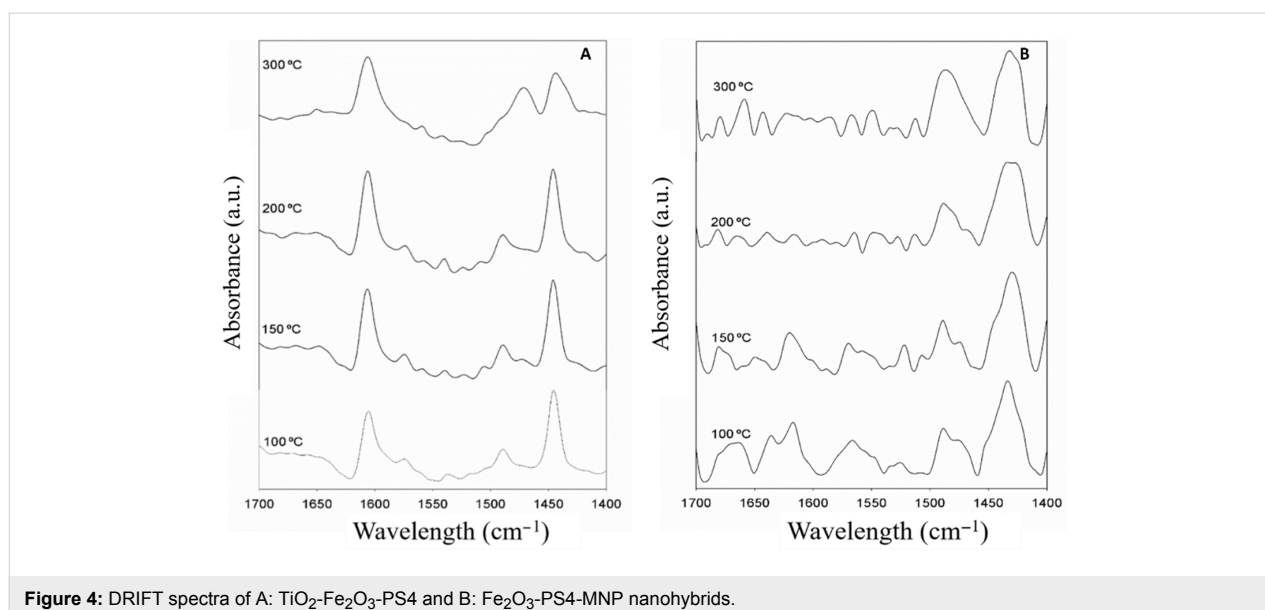 A
300 ºC
200 ºC
150 ºC
100 ºC
Absorbance (a.u.)
1700 1650 1600 1550 1500 1450 1400
Wavelength (cm⁻¹)
B
300 ºC
200 ºC
150 ºC
100 ºC
Absorbance (a.u.)
1700 1650 1600 1550 1500 1450 1400
Wavelength (cm⁻¹)
Figure 4: DRIFT spectra of A: TiO₂-Fe₂O₃-PS4 and B: Fe₂O₃-PS4-MNP nanohybrids.